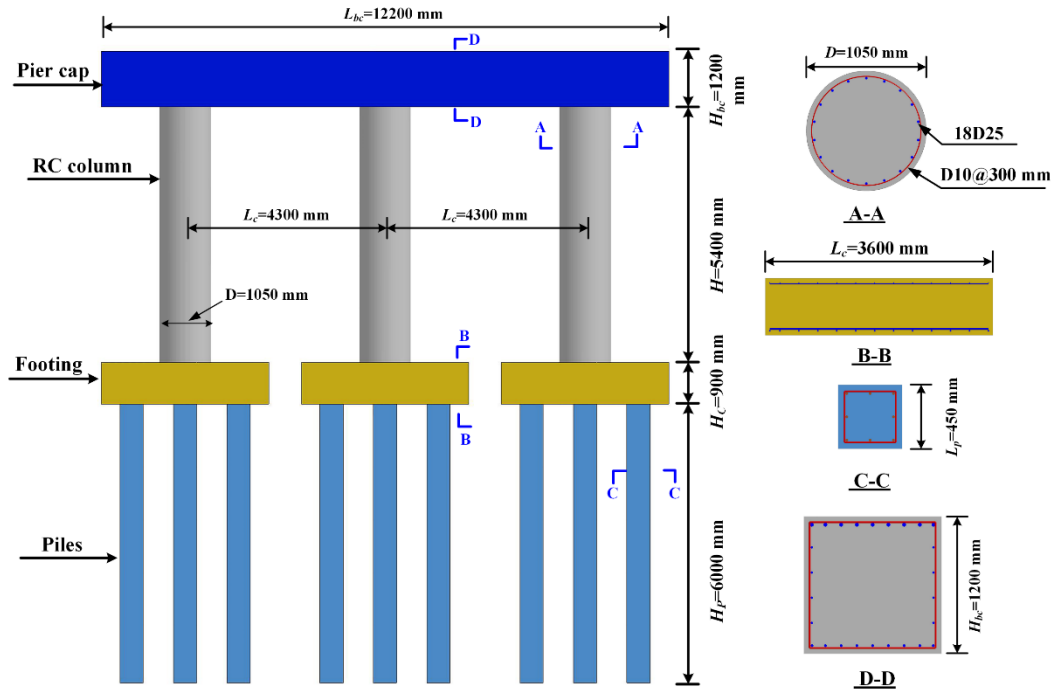 L_bc=12200 mm
D
D
Pier cap
H_bc=1200 mm
A
A
RC column
L_c=4300 mm
L_c=4300 mm
H=5400 mm
D=1050 mm
Footing
B
B
H_C=900 mm
C
C
Piles
H_P=6000 mm
D=1050 mm
18D25
D10@300 mm
A-A
L_c=3600 mm
B-B
L_p=450 mm
C-C
H_bc=1200 mm
D-D